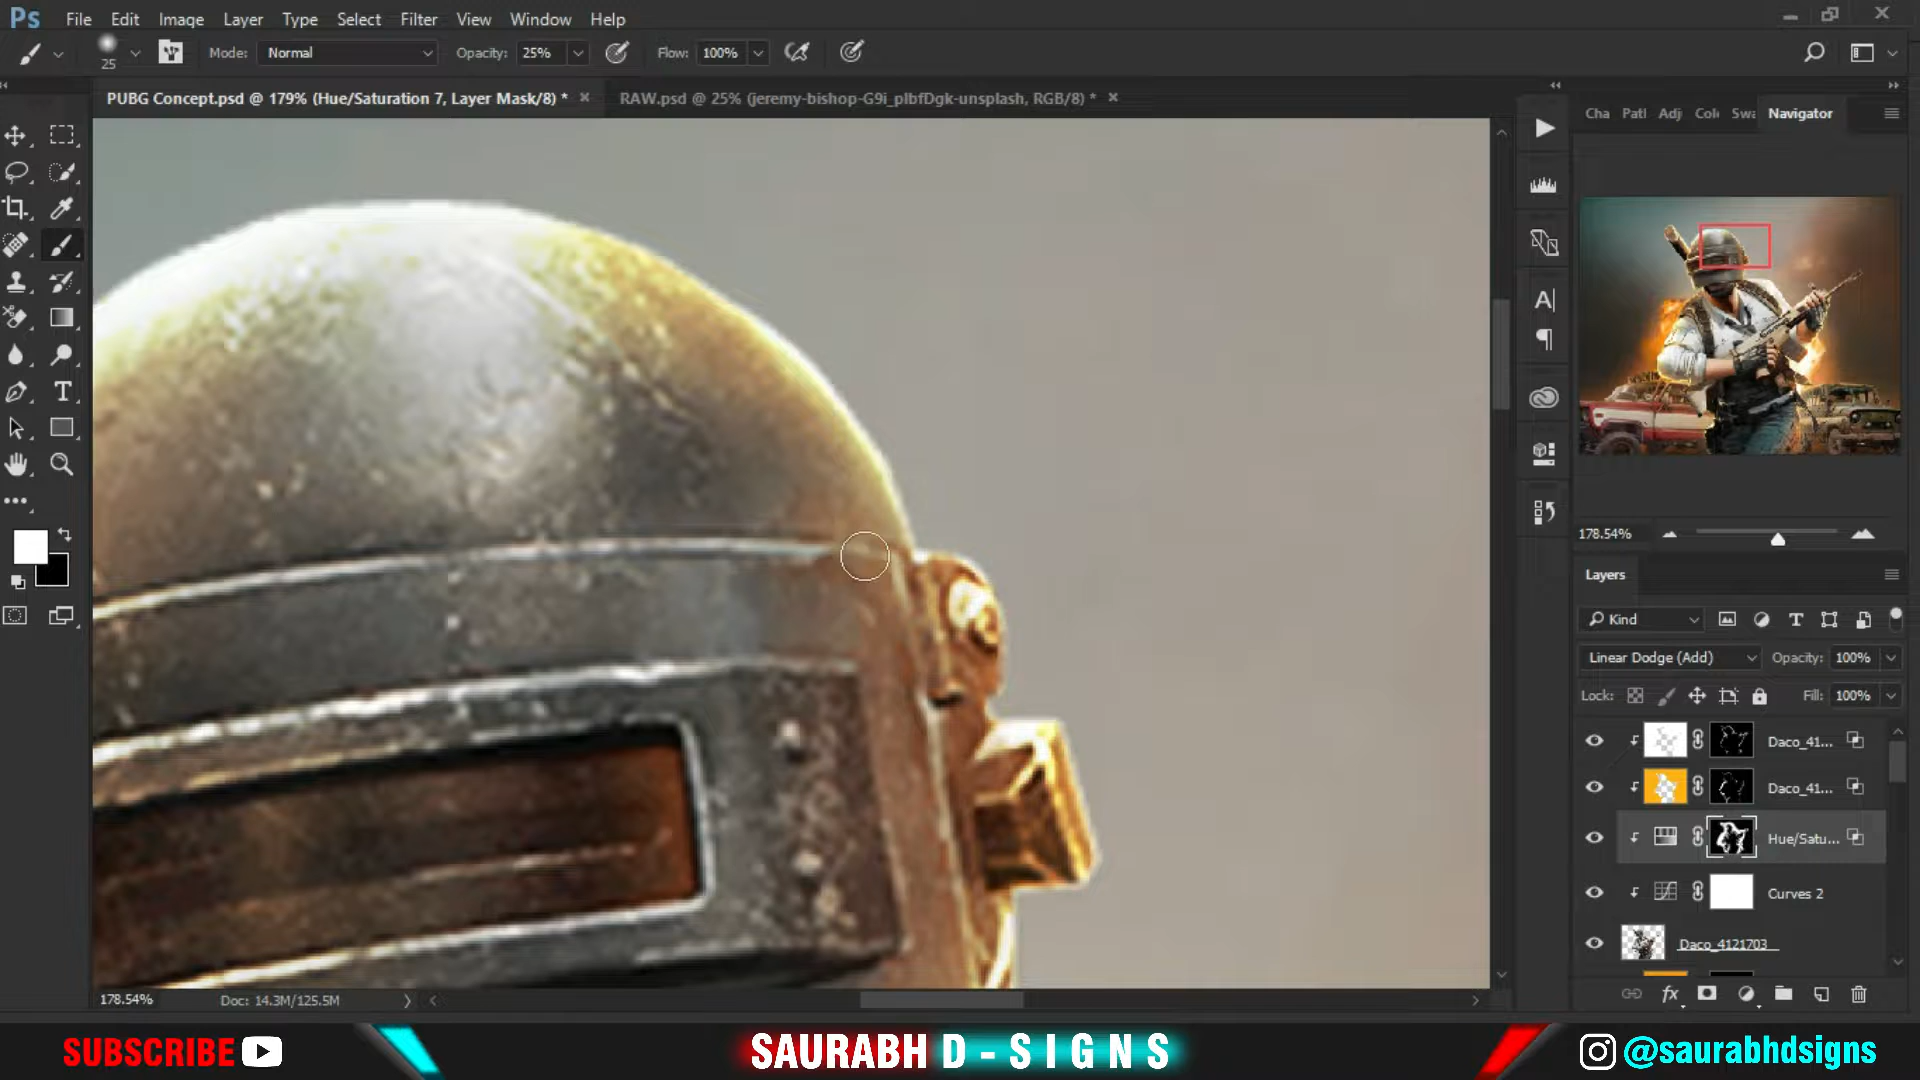 Ps File Edit Image Layer Type Select Filter View Window Help
25 Mode: Normal Opacity: 25% Flow: 100%
PUBG Concept.psd @ 179% (Hue/Saturation 7, Layer Mask/8) * × RAW.psd @ 25% (jeremy-bishop-G9i_plbfDgk-unsplash, RGB/8) * ×
Cha Patl Adj Col Swa Navigator
178.54%
Layers
Kind
Linear Dodge (Add) Opacity: 100%
Lock: Fill: 100%
Daco_41...
Daco_41...
Hue/Satu...
Curves 2
Daco_4121703
178.54% Doc: 14.3M/125.5M
SUBSCRIBE SAURABH D-SIGNS @saurabhdsigns